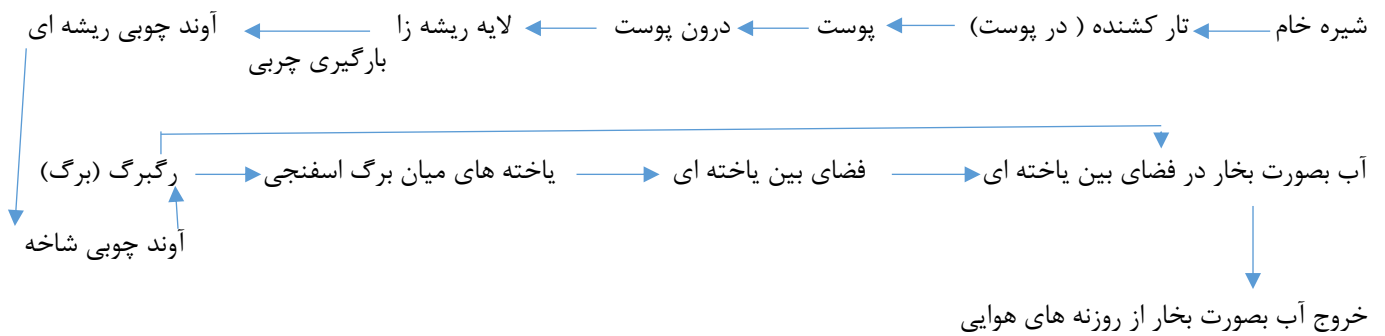 شیره خام تار کشنده ( در پوست) پوست درون پوست لایه ریشه زا آوند چوبی ریشه ای
بارگیری چربی
رگبرگ (برگ) یاخته های میان برگ اسفنجی فضای بین یاخته ای آب بصورت بخار در فضای بین یاخته ای
آوند چوبی شاخه
خروج آب بصورت بخار از روزنه های هوایی